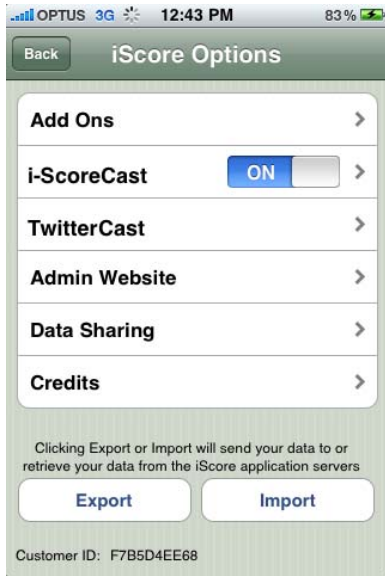 OPTUS 3G 12:43 PM 83%
Back iScore Options
Add Ons
i-ScoreCast ON
TwitterCast
Admin Website
Data Sharing
Credits
Clicking Export or Import will send your data to or
retrieve your data from the iScore application servers
Export Import
Customer ID: F7B5D4EE68